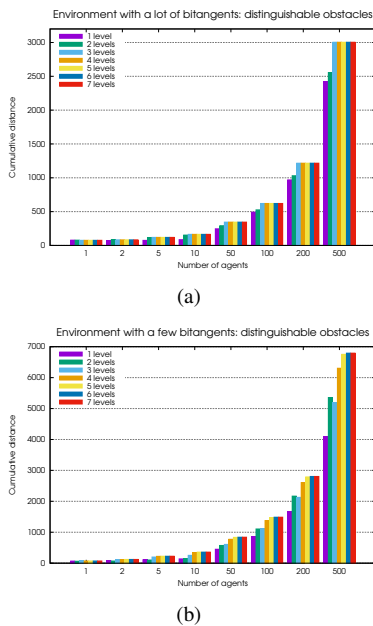 Environment with a lot of bitangents: distinguishable obstacles
3000
2500
2000
1500
1000
500
0
Cumulative distance
1 level
2 levels
3 levels
4 levels
5 levels
6 levels
7 levels
1 2 5 10 50 100 200 500
Number of agents
(a)
Environment with a few bitangents: distinguishable obstacles
7000
6000
5000
4000
3000
2000
1000
0
Cumulative distance
1 level
2 levels
3 levels
4 levels
5 levels
6 levels
7 levels
1 2 5 10 50 100 200 500
Number of agents
(b)